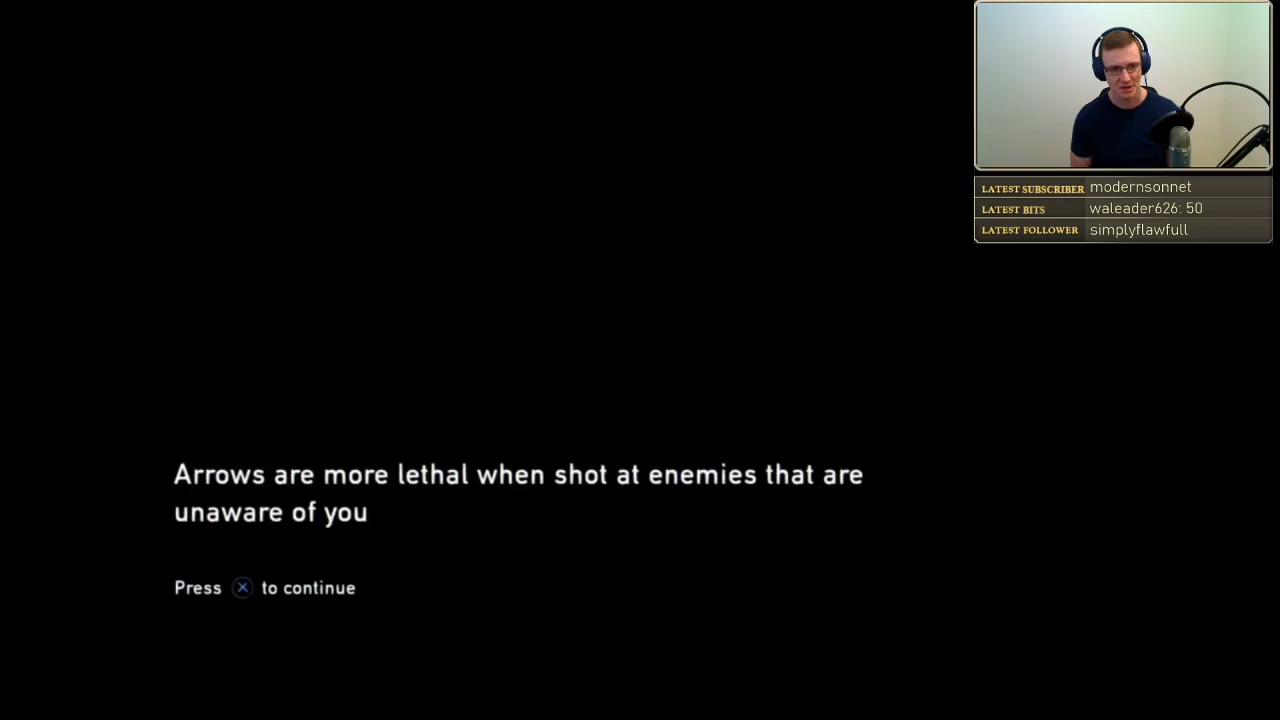 LATEST SUBSCRIBER modernsonnet
LATEST BITS waleader626: 50
LATEST FOLLOWER simplyflawfull
Arrows are more lethal when shot at enemies that are
unaware of you
Press X to continue